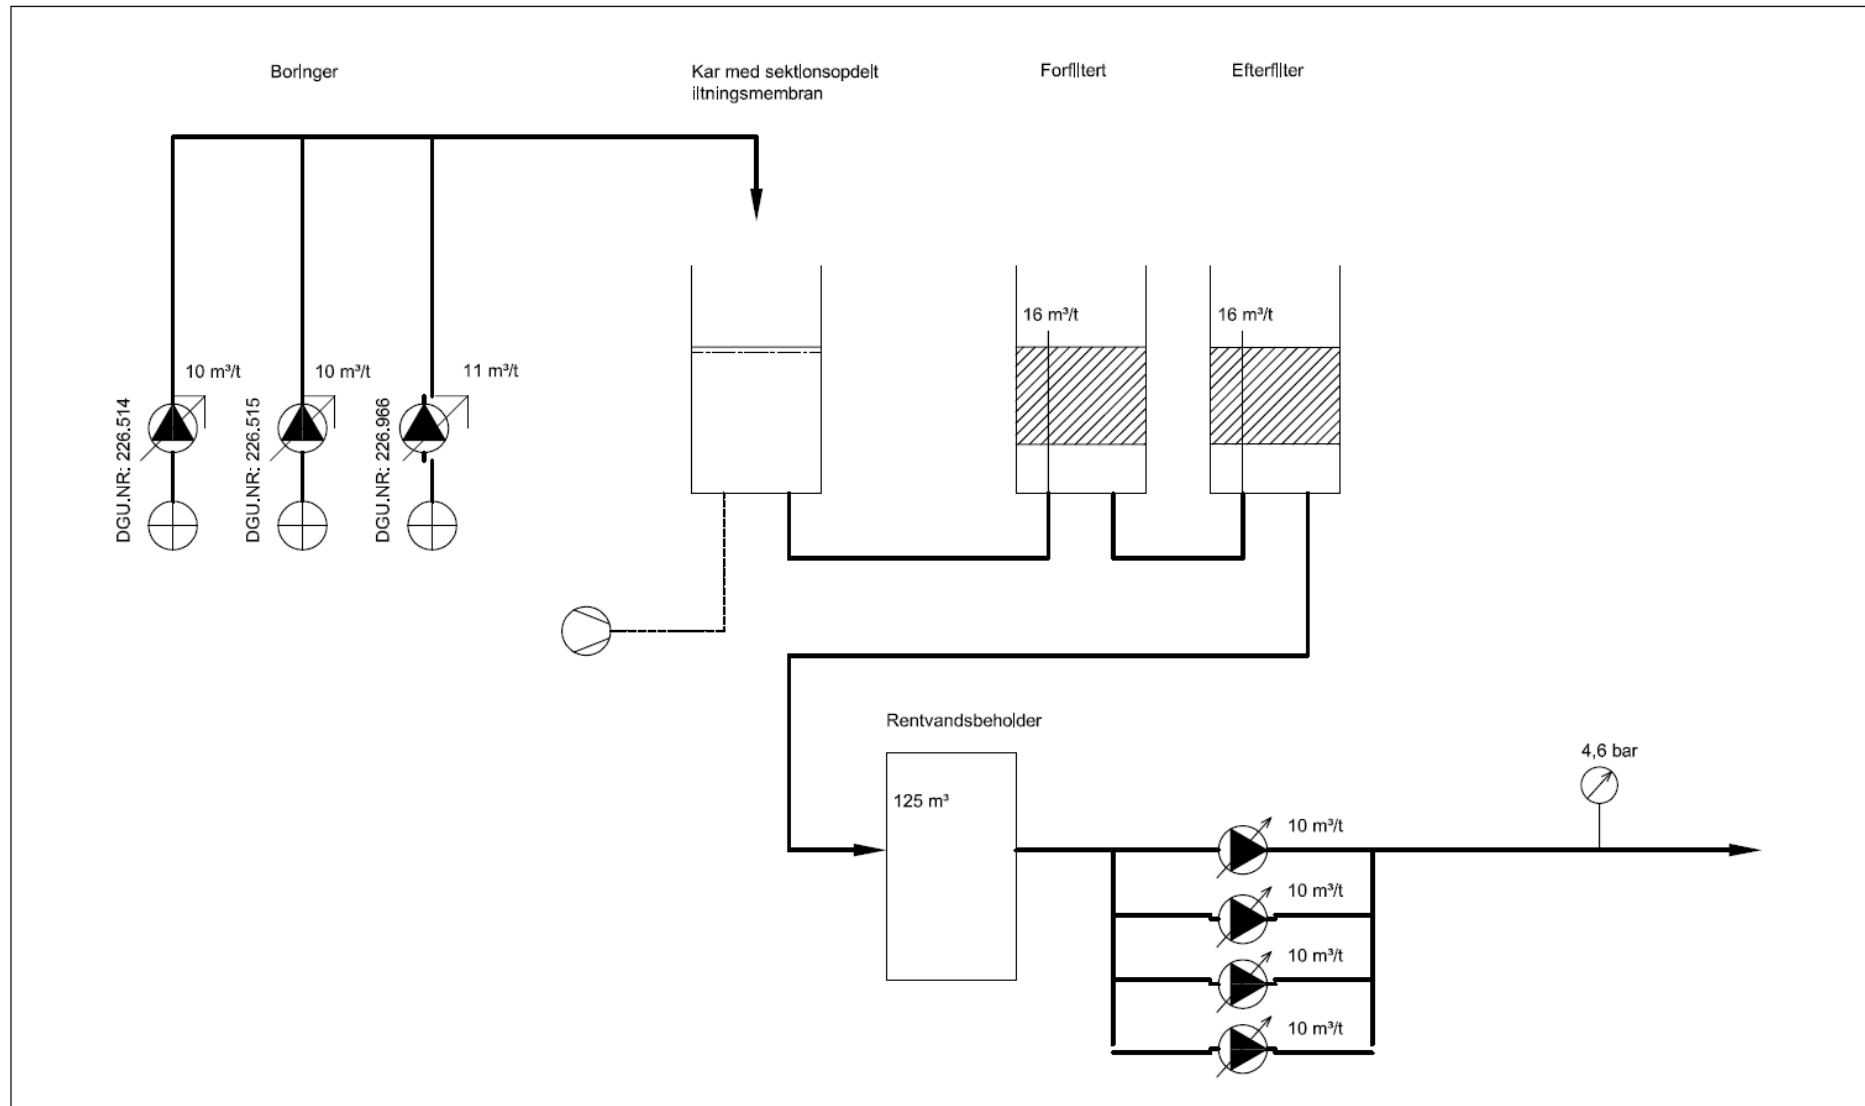 Boringer
Kar med sektionsopdelt
iltningsmembran
Forfiltert
Efterfilter
16 m³/t
16 m³/t
10 m³/t
10 m³/t
11 m³/t
DGU.NR: 226.514
DGU.NR: 226.515
DGU.NR: 226.966
Rentvandsbeholder
125 m³
4,6 bar
10 m³/t
10 m³/t
10 m³/t
10 m³/t